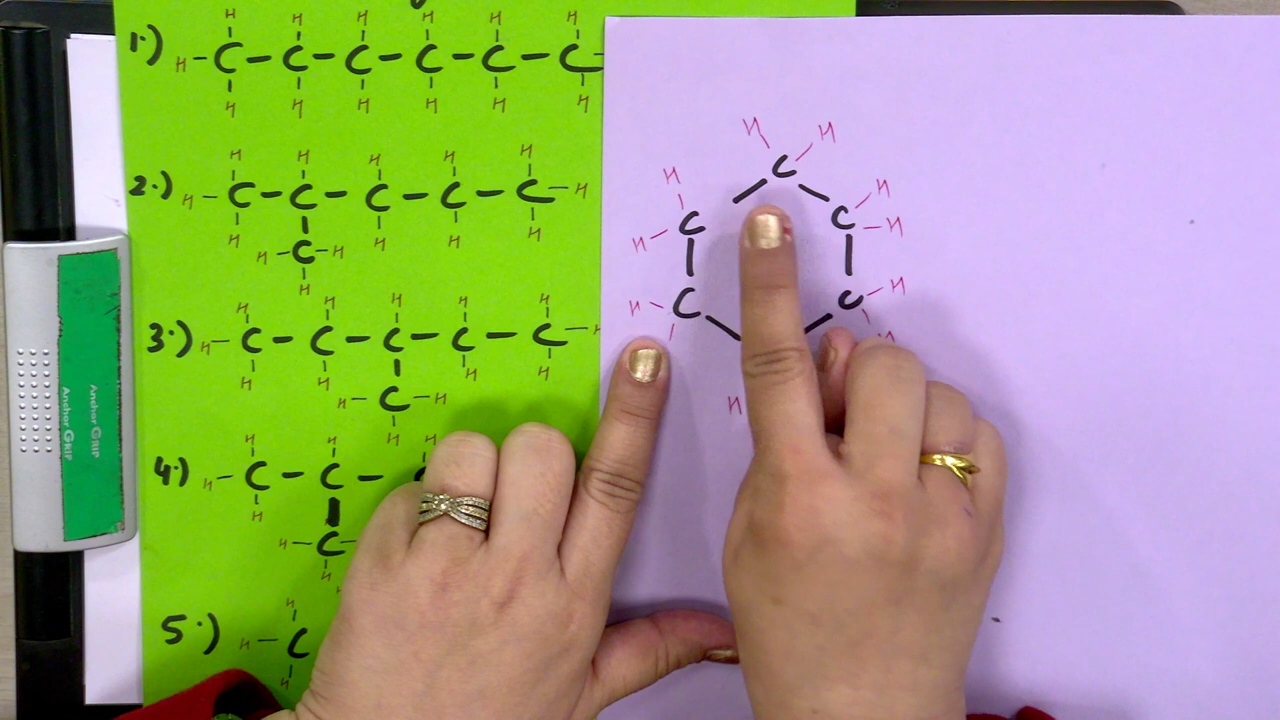 H H H H H H
1.) H-C-C-C-C-C-C-
H H H H H H
H H H H H
2.) H-C-C-C-C-C-H
H H H H
H-C-H
H
H H H H H
3.) H-C-C-C-C-C-
H H H H
H-C-H
H
H H H
4.) H-C-C-
H
H-C-
H
H
5.) H-C
H
H H
C
H H
C C H
H
H C C H
H
Anchor GRIP
Anchor GRIP